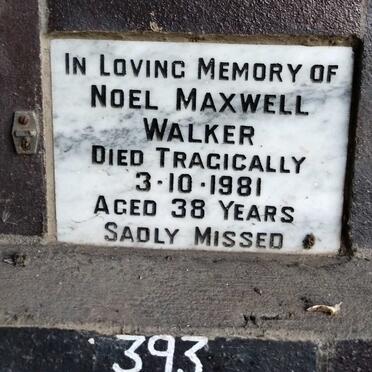 IN LOVING MEMORY OF
NOEL MAXWELL
WALKER
DIED TRAGICALLY
3-10-1981
AGED 38 YEARS
SADLY MISSED
393